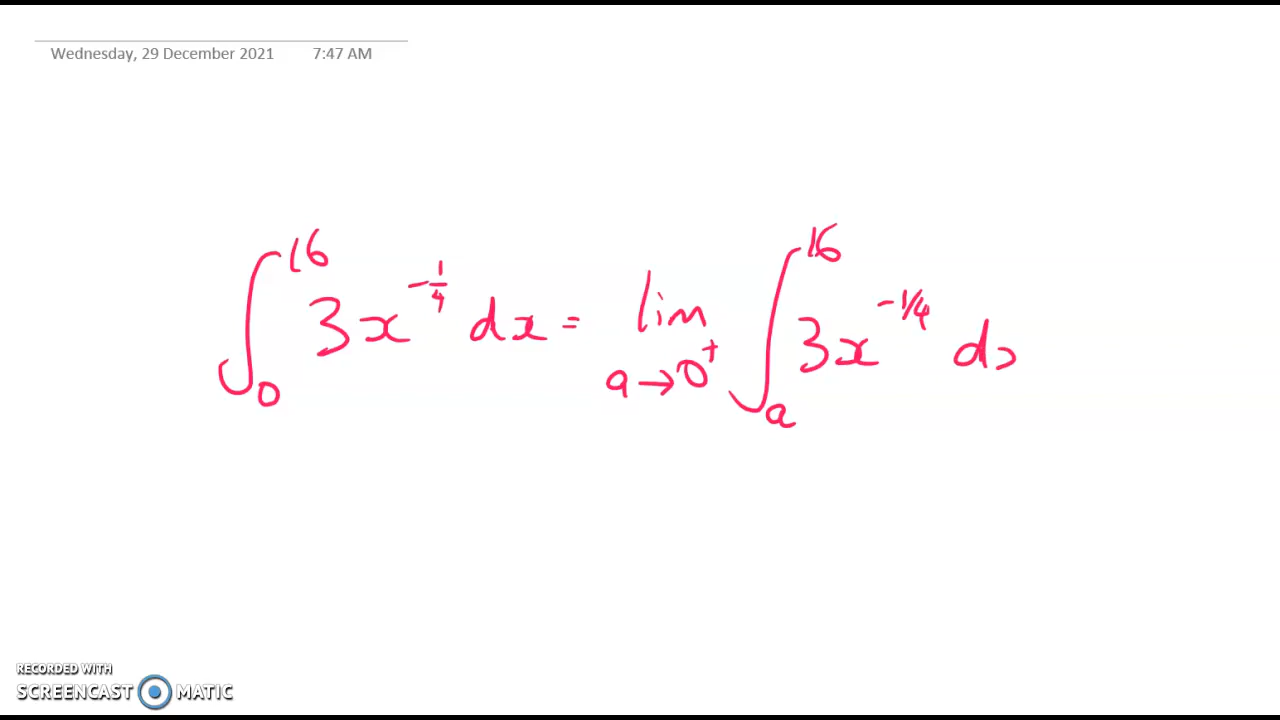 Wednesday, 29 December 2021 7:47 AM
∫₀¹⁶ 3x^(-1/4) dx = lim_(a→0⁺) ∫ₐ¹⁶ 3x^(-1/4) dx
RECORDED WITH
SCREENCAST MATIC